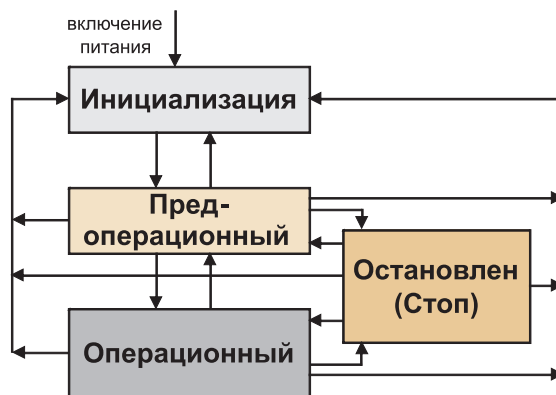 включение
питания
Инициализация
Пред-
операционный
Остановлен
(Стоп)
Операционный